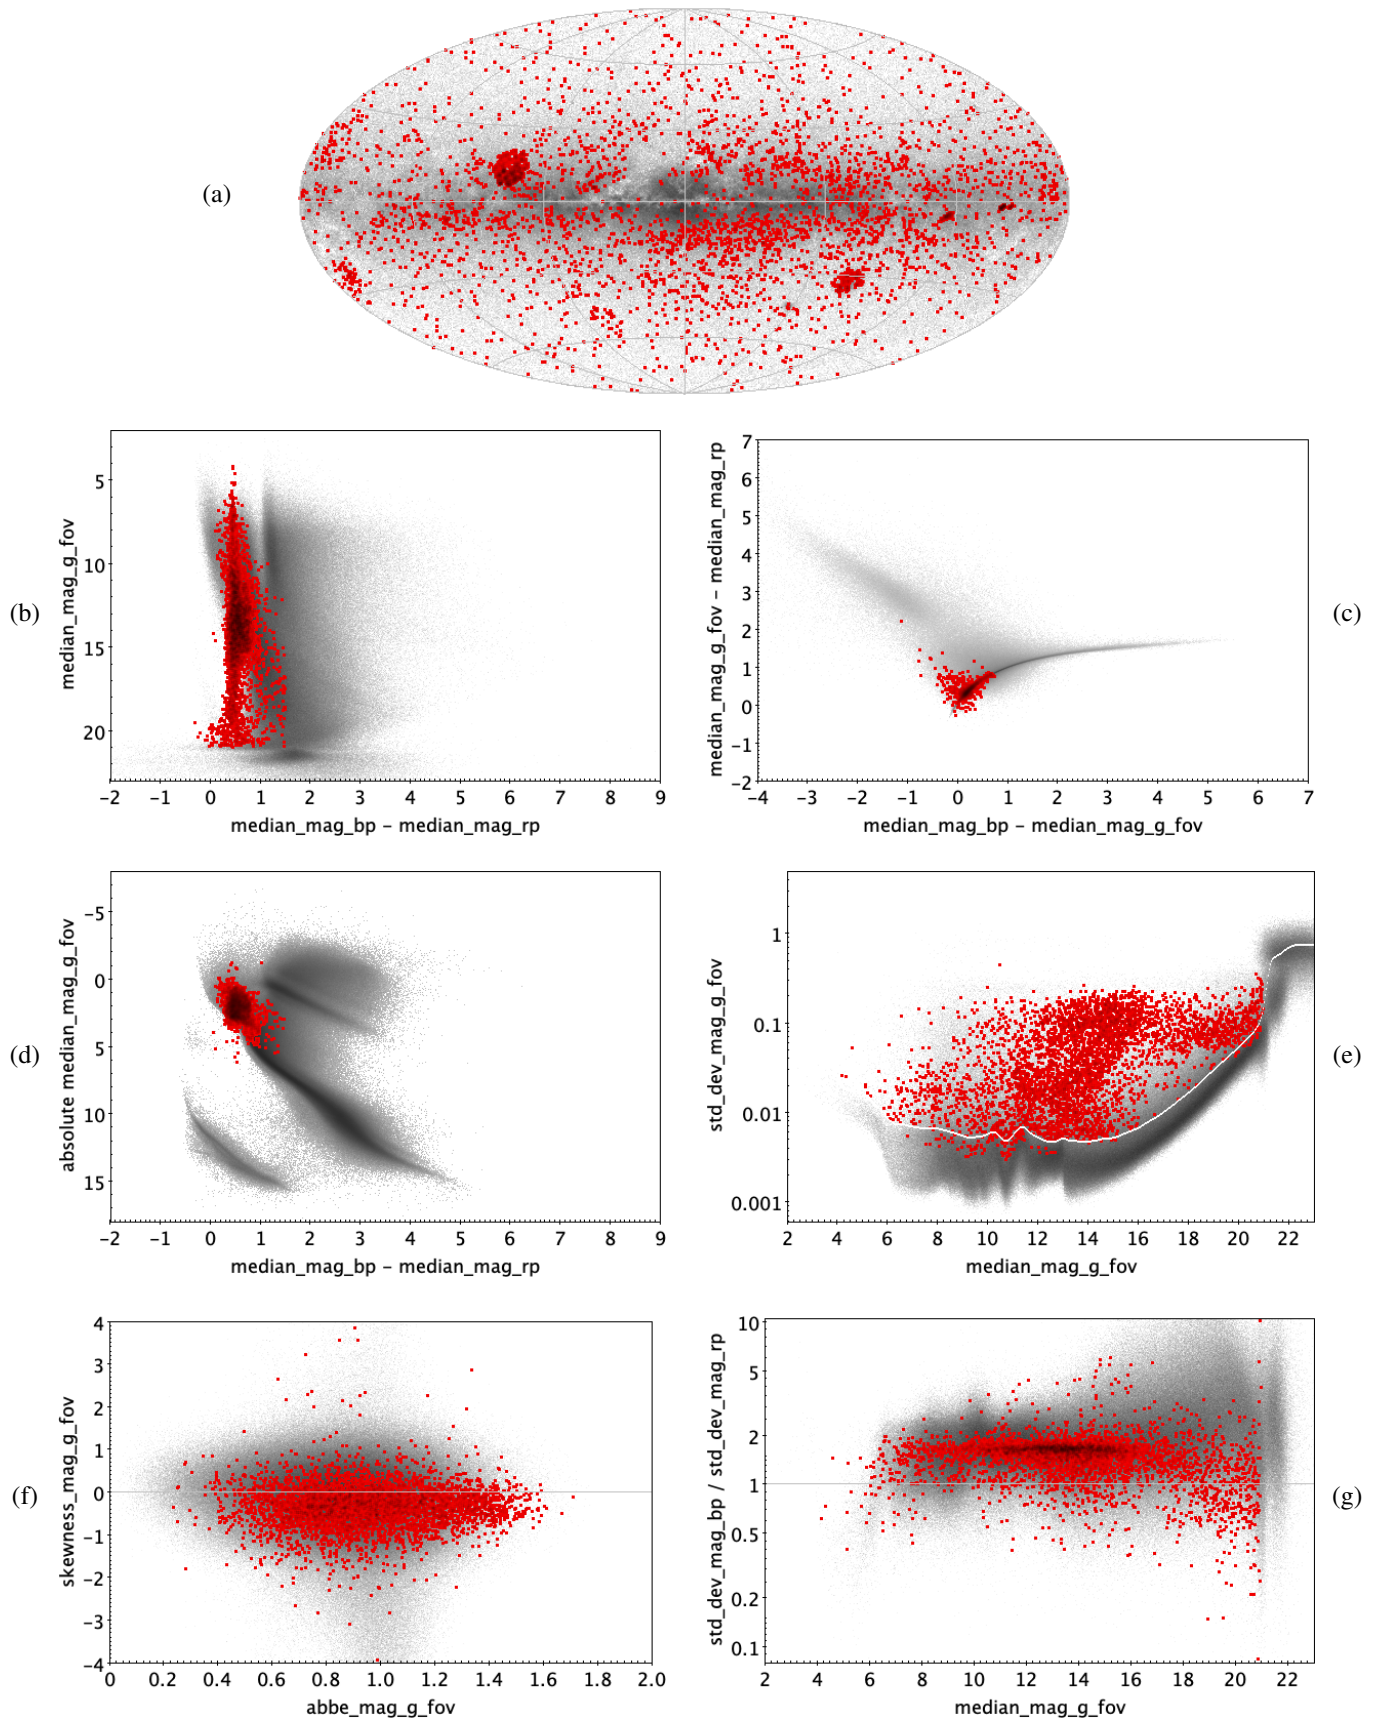 (a)
(b)
median_mag_g_fov
5
10
15
20
−2 −1 0 1 2 3 4 5 6 7 8 9
median_mag_bp − median_mag_rp
median_mag_g_fov − median_mag_rp
7
6
5
4
3
2
1
0
−1
−2
−4 −3 −2 −1 0 1 2 3 4 5 6 7
median_mag_bp − median_mag_g_fov
(c)
(d)
absolute median_mag_g_fov
−5
0
5
10
15
−2 −1 0 1 2 3 4 5 6 7 8 9
median_mag_bp − median_mag_rp
std_dev_mag_g_fov
1
0.1
0.01
0.001
2 4 6 8 10 12 14 16 18 20 22
median_mag_g_fov
(e)
(f)
skewness_mag_g_fov
4
3
2
1
0
−1
−2
−3
−4
0 0.2 0.4 0.6 0.8 1.0 1.2 1.4 1.6 1.8 2.0
abbe_mag_g_fov
std_dev_mag_bp / std_dev_mag_rp
10
5
2
1
0.5
0.2
0.1
2 4 6 8 10 12 14 16 18 20 22
median_mag_g_fov
(g)